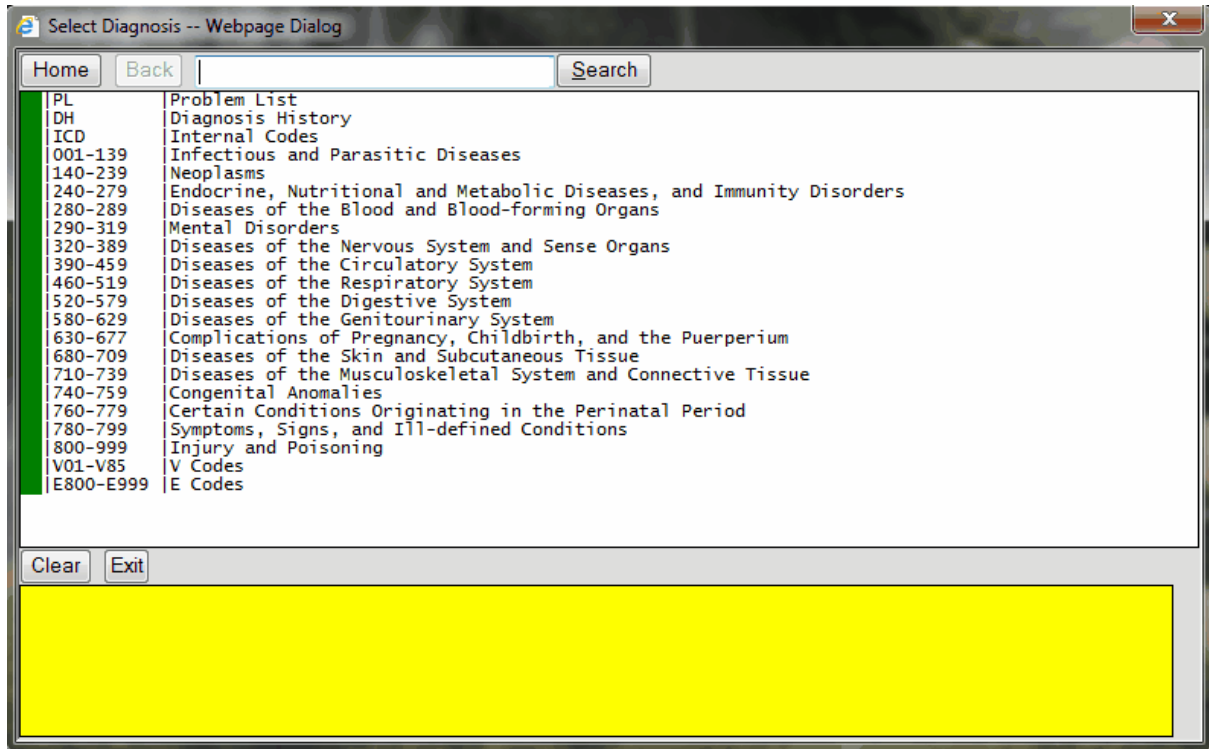 Select Diagnosis -- Webpage Dialog
x
Home Back Search
|PL |Problem List
|DH |Diagnosis History
|ICD |Internal Codes
|001-139 |Infectious and Parasitic Diseases
|140-239 |Neoplasms
|240-279 |Endocrine, Nutritional and Metabolic Diseases, and Immunity Disorders
|280-289 |Diseases of the Blood and Blood-forming Organs
|290-319 |Mental Disorders
|320-389 |Diseases of the Nervous System and Sense Organs
|390-459 |Diseases of the Circulatory System
|460-519 |Diseases of the Respiratory System
|520-579 |Diseases of the Digestive System
|580-629 |Diseases of the Genitourinary System
|630-677 |Complications of Pregnancy, Childbirth, and the Puerperium
|680-709 |Diseases of the Skin and Subcutaneous Tissue
|710-739 |Diseases of the Musculoskeletal System and Connective Tissue
|740-759 |Congenital Anomalies
|760-779 |Certain Conditions Originating in the Perinatal Period
|780-799 |Symptoms, Signs, and Ill-defined Conditions
|800-999 |Injury and Poisoning
|V01-V85 |V Codes
|E800-E999 |E Codes
Clear Exit